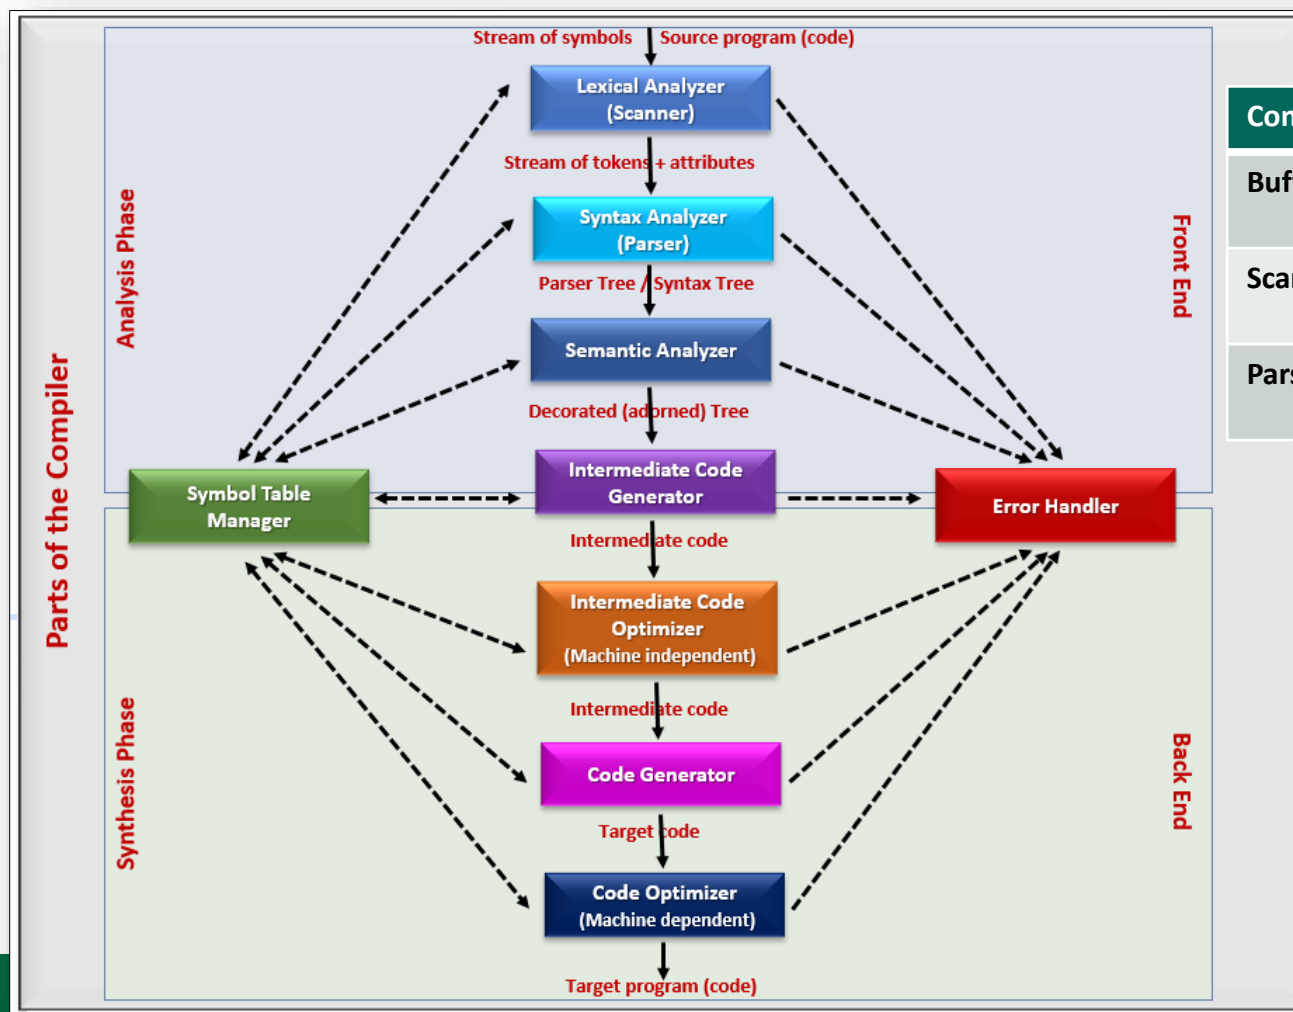 Parts of the Compiler
Analysis Phase
Synthesis Phase
Front End
Back End
Stream of symbols
Source program (code)
Lexical Analyzer
(Scanner)
Stream of tokens + attributes
Syntax Analyzer
(Parser)
Parser Tree / Syntax Tree
Semantic Analyzer
Decorated (adorned) Tree
Intermediate Code
Generator
Symbol Table
Manager
Error Handler
Intermediate code
Intermediate Code
Optimizer
(Machine independent)
Intermediate code
Code Generator
Target code
Code Optimizer
(Machine dependent)
Target program (code)